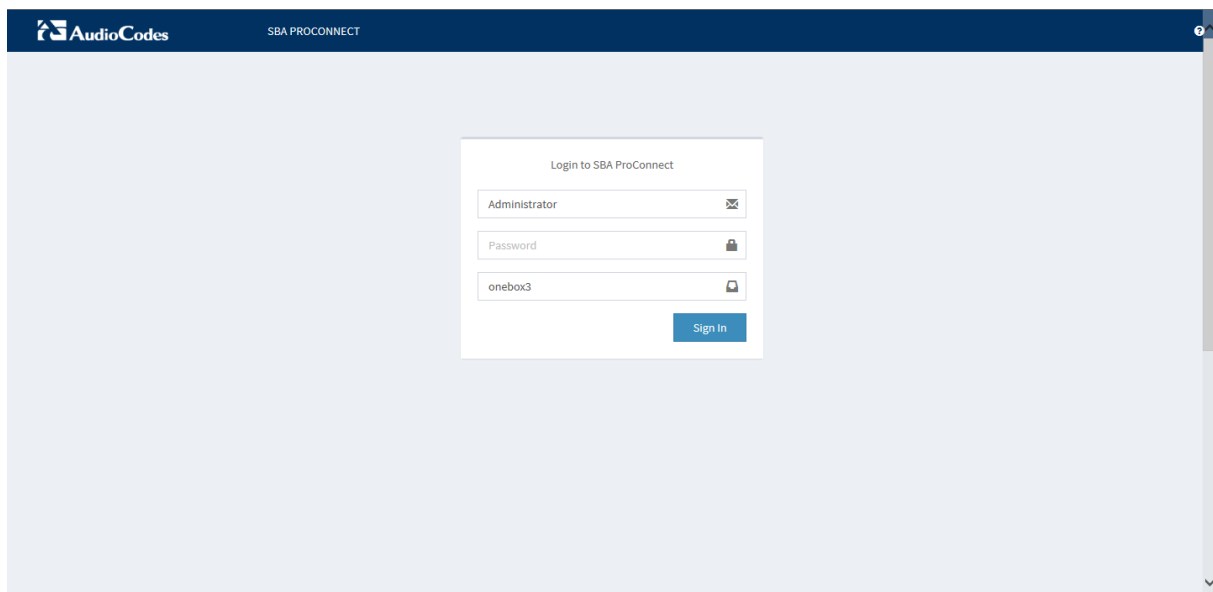 AudioCodes
SBA PROCONNECT
Login to SBA ProConnect
Administrator
Password
onebox3
Sign In